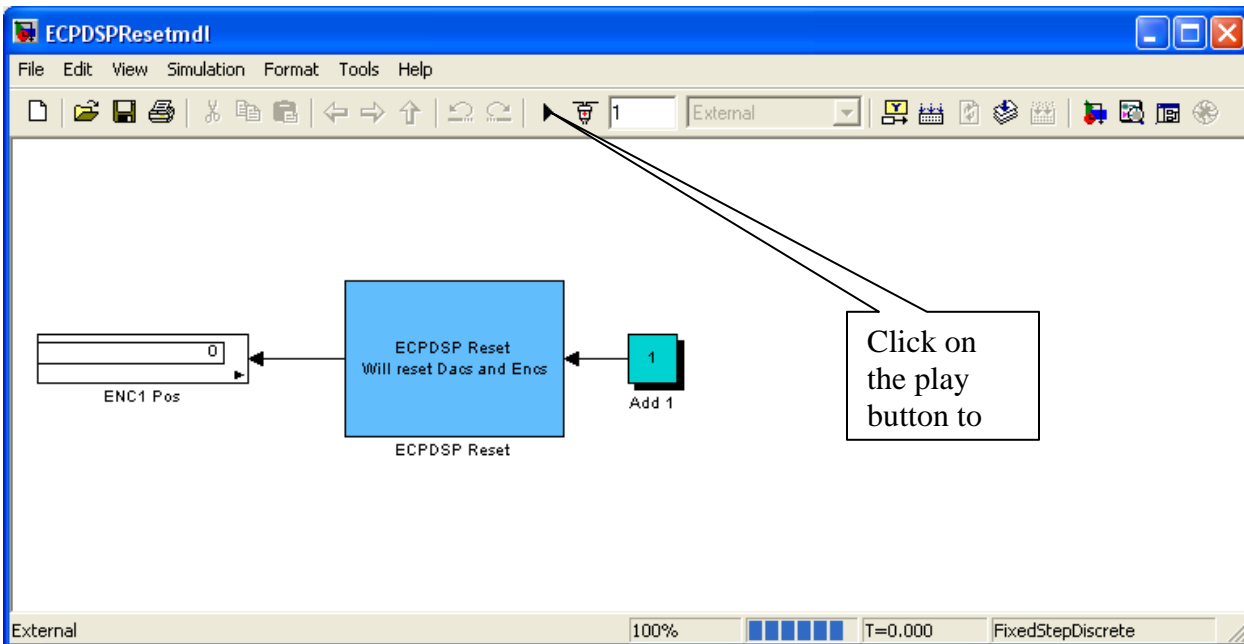 ECPDSPResetmdl
File Edit View Simulation Format Tools Help
1 External
0
ENC1 Pos
ECPDSP Reset
Will reset Dacs and Encs
ECPDSP Reset
1
Add 1
Click on
the play
button to
External 100% T=0.000 FixedStepDiscrete